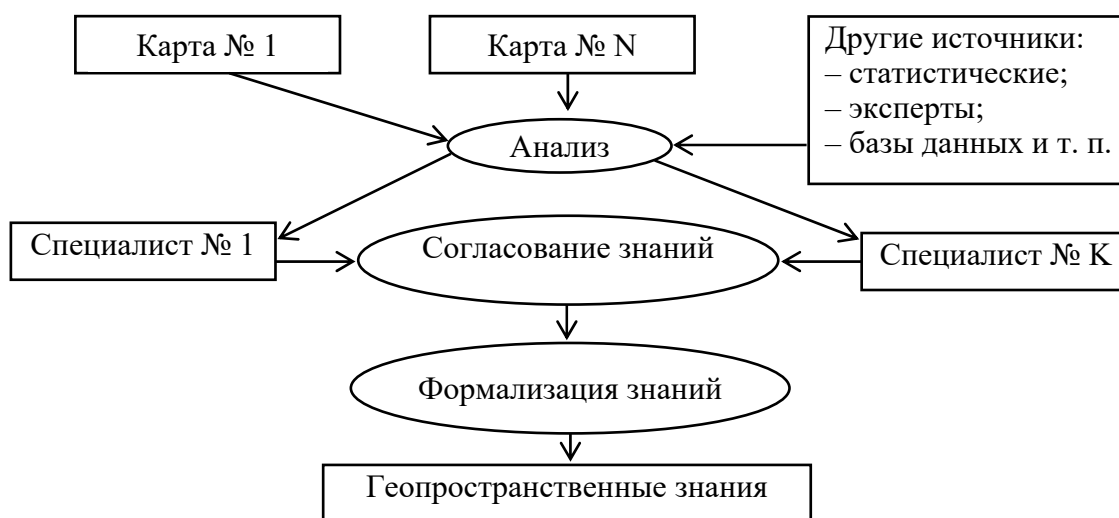 Карта № 1
Карта № N
Другие источники:
– статистические;
– эксперты;
– базы данных и т. п.
Анализ
Специалист № 1
Согласование знаний
Специалист № K
Формализация знаний
Геопространственные знания